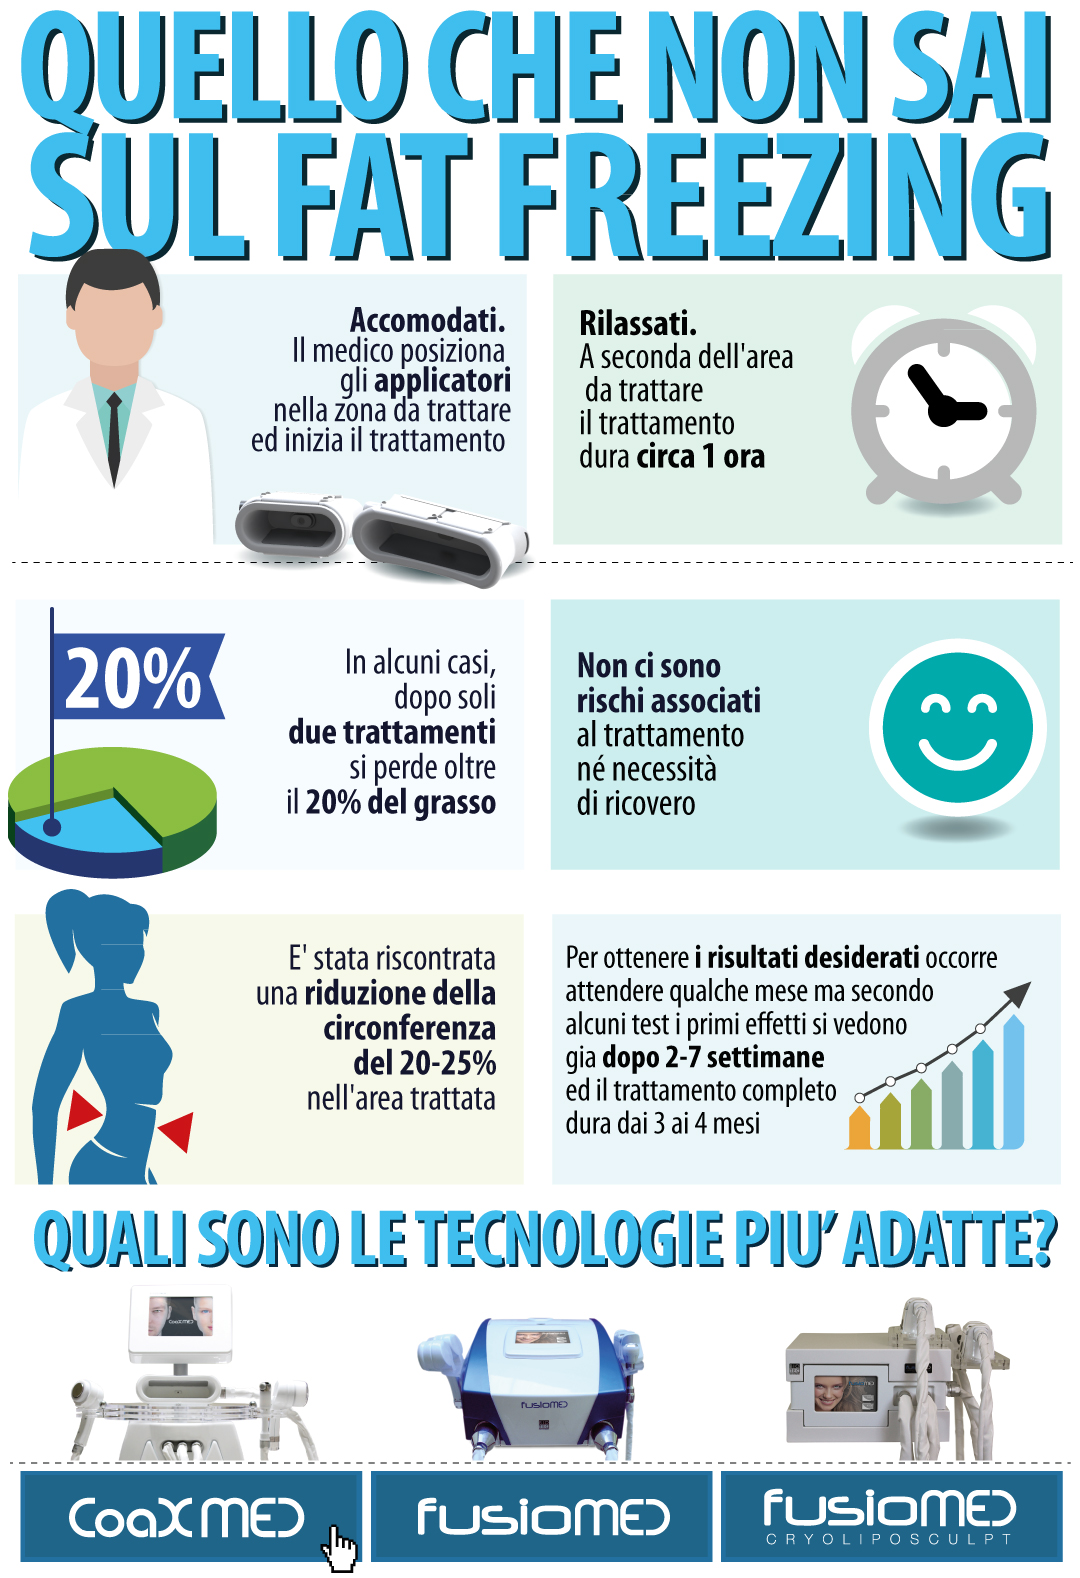 QUELLO CHE NON SAI
SUL FAT FREEZING
Accomodati.
Il medico posiziona
gli applicatori
nella zona da trattare
ed inizia il trattamento
Rilassati.
A seconda dell'area
da trattare
il trattamento
dura circa 1 ora
20%
In alcuni casi,
dopo soli
due trattamenti
si perde oltre
il 20% del grasso
Non ci sono
rischi associati
al trattamento
né necessità
di ricovero
E' stata riscontrata
una riduzione della
circonferenza
del 20-25%
nell'area trattata
Per ottenere i risultati desiderati occorre
attendere qualche mese ma secondo
alcuni test i primi effetti si vedono
gia dopo 2-7 settimane
ed il trattamento completo
dura dai 3 ai 4 mesi
QUALI SONO LE TECNOLOGIE PIU' ADATTE?
CoaXMED
fusioMED
CoaXMED
fusioMED
fusioMED
CRYOLIPOSCULPT